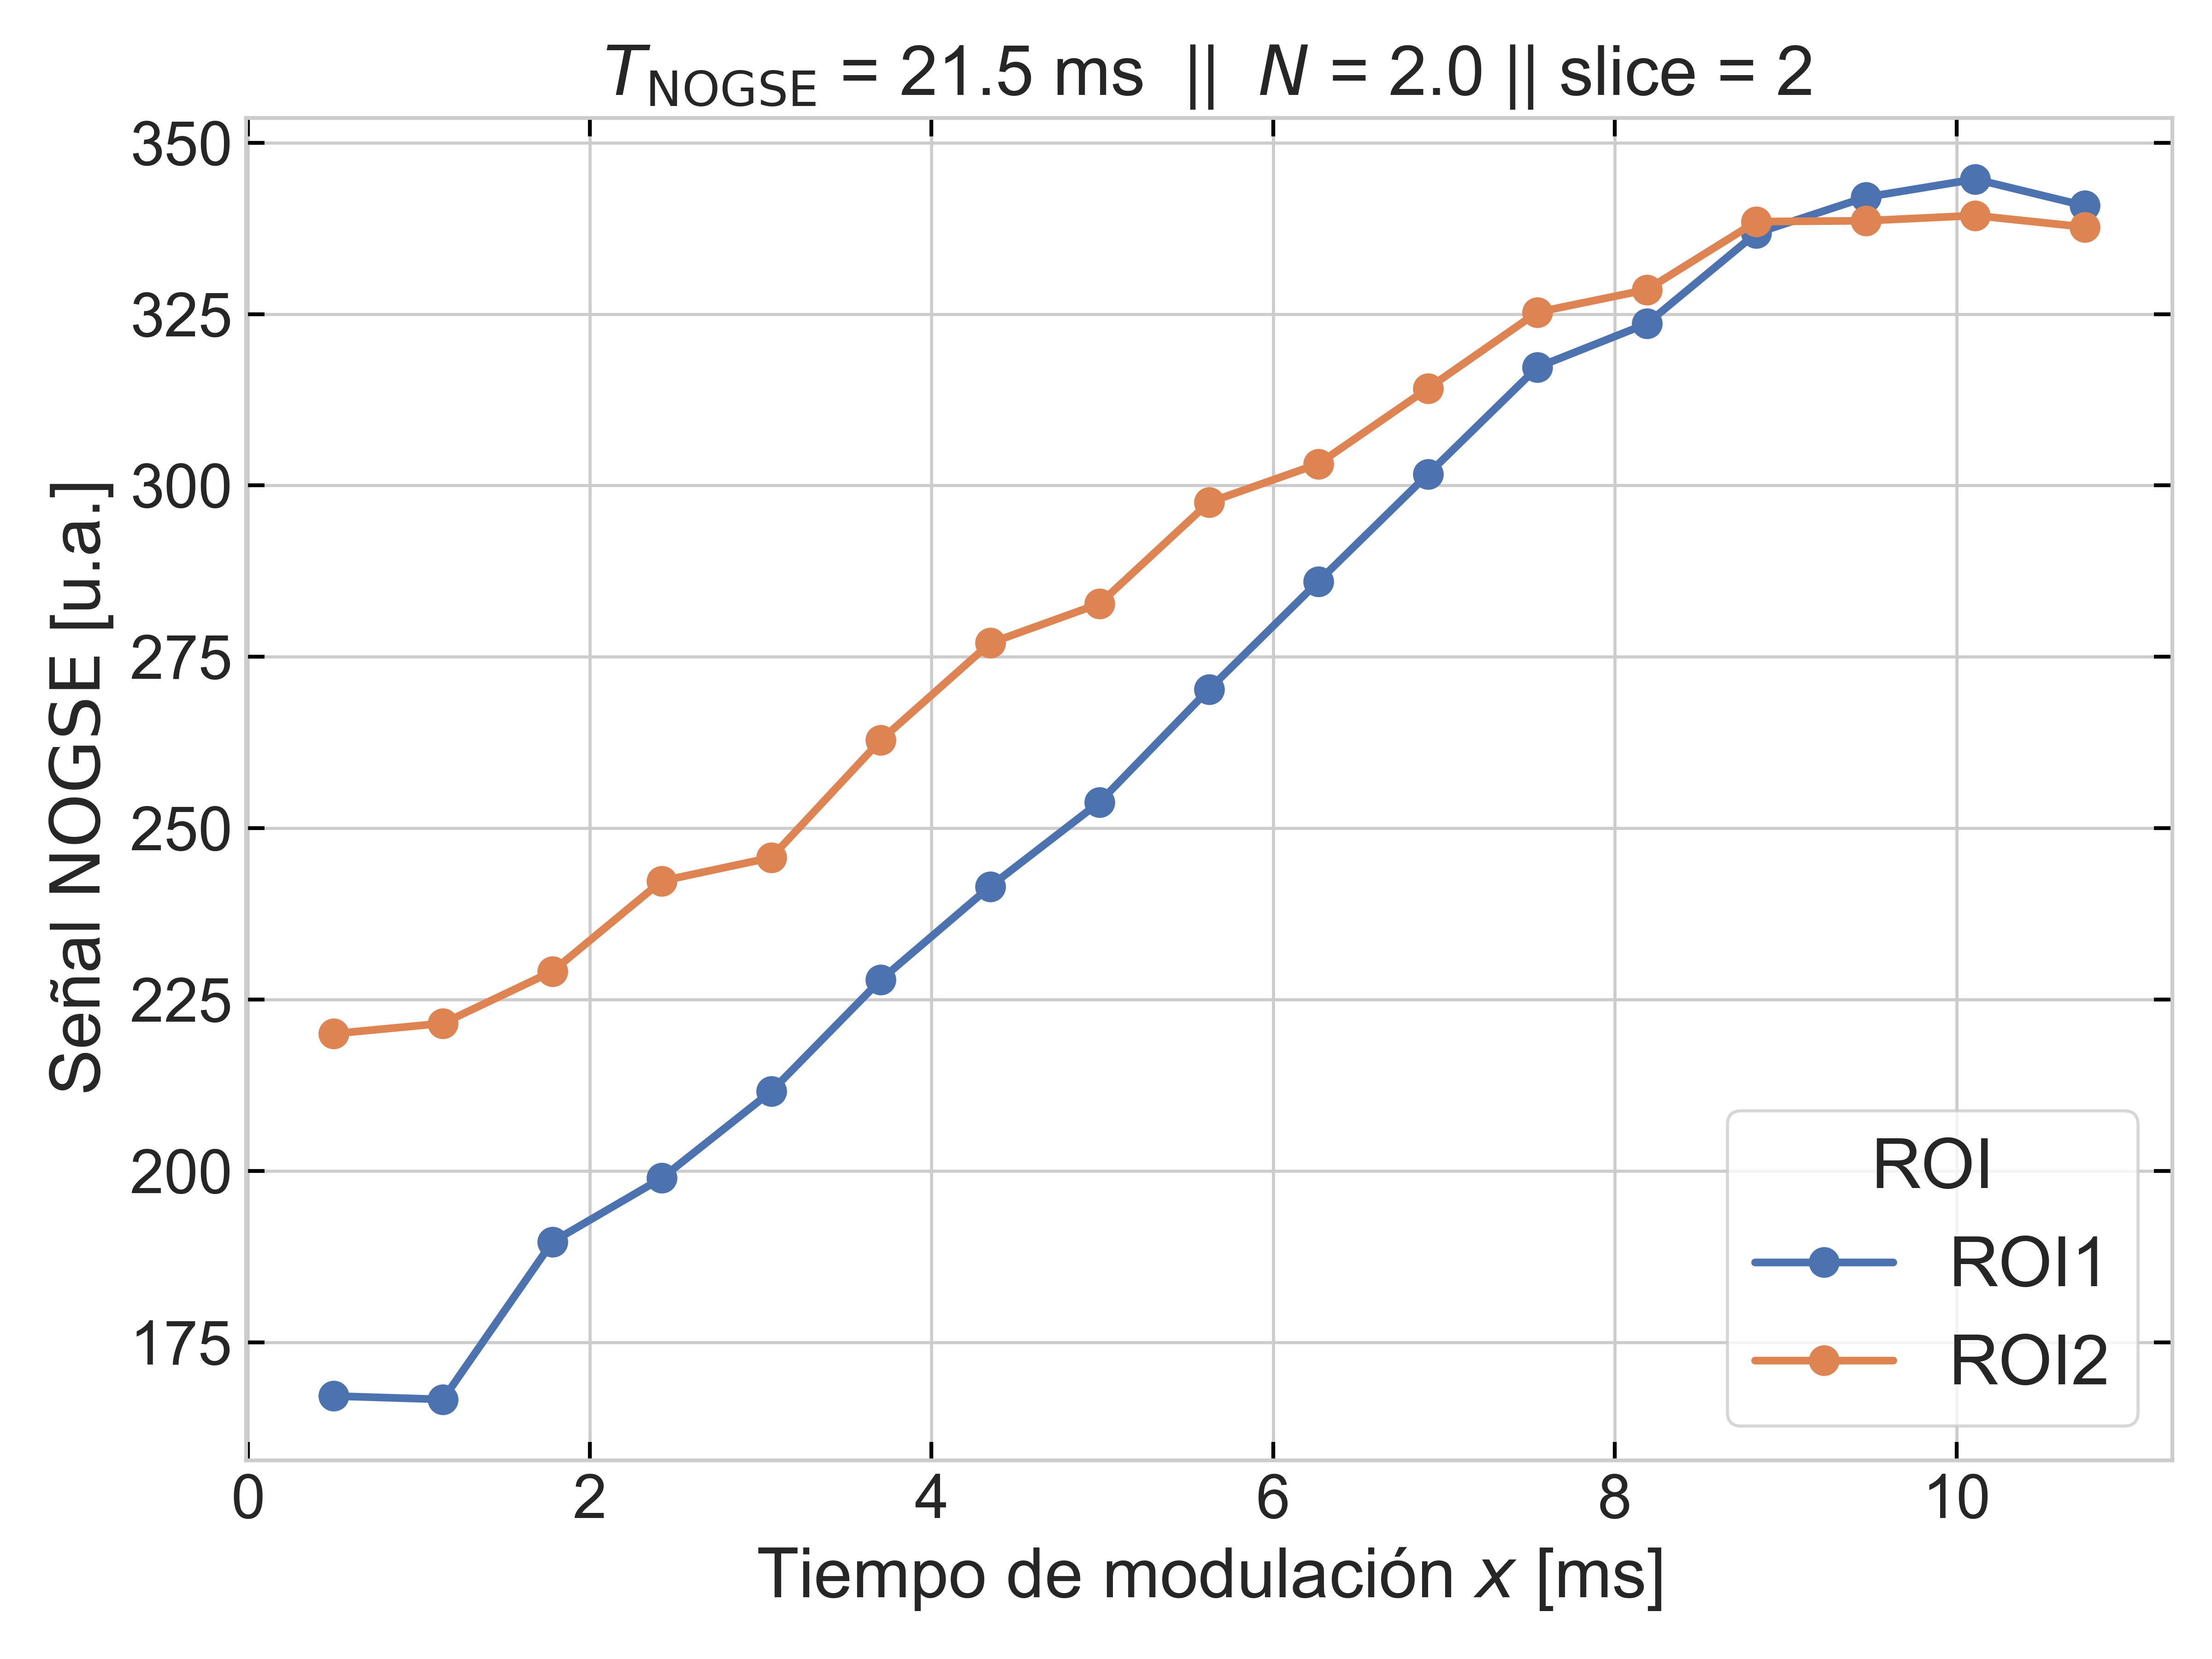 T_NOGSE = 21.5 ms || N = 2.0 || slice = 2
Señal NOGSE [u.a.]
350
325
300
275
250
225
200
175
0 2 4 6 8 10
Tiempo de modulación x [ms]
ROI
ROI1
ROI2